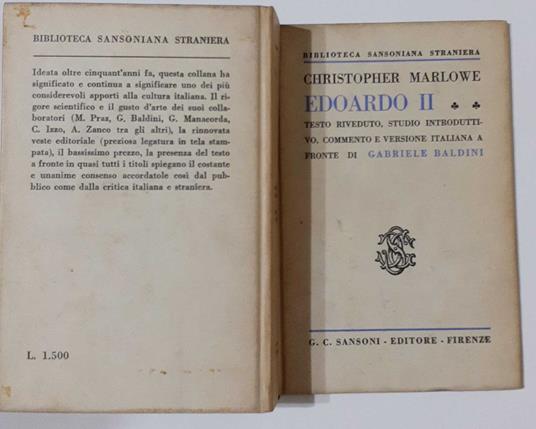 BIBLIOTECA SANSONIANA STRANIERA
Ideata oltre cinquant'anni fa, questa collana ha
significato e continua a significare uno dei più
considerevoli apporti alla cultura italiana. Il ri-
gore scientifico e il gusto d'arte dei suoi colla-
boratori (M. Praz, G. Baldini, G. Manacorda,
C. Izzo, A. Zanco tra gli altri), la rinnovata
veste editoriale (preziosa legatura in tela stam-
pata), il bassissimo prezzo, la presenza del testo
a fronte in quasi tutti i titoli spiegano il costante
e unanime consenso accordatole così dal pub-
blico come dalla critica italiana e straniera.
L. 1.500
BIBLIOTECA SANSONIANA STRANIERA
CHRISTOPHER MARLOWE
EDOARDO II
TESTO RIVEDUTO, STUDIO INTRODUTTI-
VO, COMMENTO E VERSIONE ITALIANA A
FRONTE DI GABRIELE BALDINI
G. C. SANSONI - EDITORE - FIRENZE